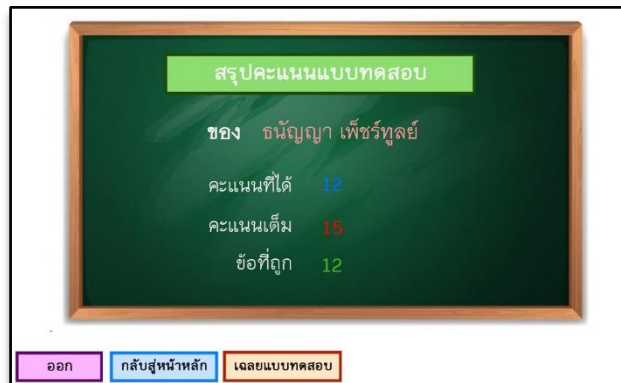 สรุปคะแนนแบบทดสอบ
ของ ธนัญญา เพ็ชร์ทูลย์
คะแนนที่ได้ 12
คะแนนเต็ม 15
ข้อที่ถูก 12
ออก กลับสู่หน้าหลัก เฉลยแบบทดสอบ